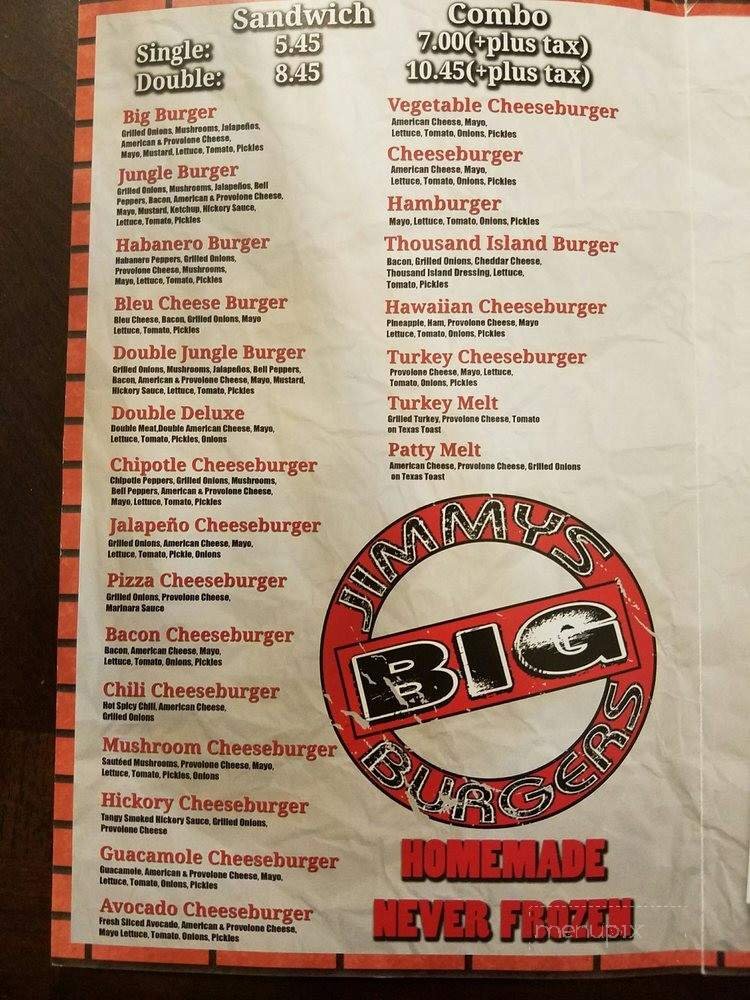 Sandwich Combo
Single: 5.45 7.00(+plus tax)
Double: 8.45 10.45(+plus tax)
Big Burger
Grilled Onions, Mushrooms, Jalapeños,
American & Provolone Cheese,
Mayo, Mustard, Lettuce, Tomato, Pickles
Jungle Burger
Grilled Onions, Mushrooms, Jalapeños, Bell
Peppers, Bacon, American & Provolone Cheese,
Mayo, Mustard, Ketchup, Hickory Sauce,
Lettuce, Tomato, Pickles
Habanero Burger
Habanero Peppers, Grilled Onions,
Provolone Cheese, Mushrooms,
Mayo, Lettuce, Tomato, Pickles
Bleu Cheese Burger
Bleu Cheese, Bacon, Grilled Onions, Mayo
Lettuce, Tomato, Pickles
Double Jungle Burger
Grilled Onions, Mushrooms, Jalapeños, Bell Peppers,
Bacon, American & Provolone Cheese, Mayo, Mustard,
Hickory Sauce, Lettuce, Tomato, Pickles
Double Deluxe
Double Meat,Double American Cheese, Mayo,
Lettuce, Tomato, Pickles, Onions
Chipotle Cheeseburger
Chipotle Peppers, Grilled Onions, Mushrooms,
Bell Peppers, American & Provolone Cheese,
Mayo, Lettuce, Tomato, Pickles
Jalapeño Cheeseburger
Grilled Onions, American Cheese, Mayo,
Lettuce, Tomato, Pickle, Onions
Pizza Cheeseburger
Grilled Onions, Provolone Cheese,
Marinara Sauce
Bacon Cheeseburger
Bacon, American Cheese, Mayo,
Lettuce, Tomato, Onions, Pickles
Chili Cheeseburger
Hot Spicy Chili, American Cheese,
Grilled Onions
Mushroom Cheeseburger
Sautéed Mushrooms, Provolone Cheese, Mayo,
Lettuce, Tomato, Pickles, Onions
Hickory Cheeseburger
Tangy Smoked Hickory Sauce, Grilled Onions,
Provolone Cheese
Guacamole Cheeseburger
Guacamole, American & Provolone Cheese, Mayo,
Lettuce, Tomato, Onions, Pickles
Avocado Cheeseburger
Fresh Sliced Avocado, American & Provolone Cheese,
Mayo Lettuce, Tomato, Onions, Pickles
Vegetable Cheeseburger
American Cheese, Mayo,
Lettuce, Tomato, Onions, Pickles
Cheeseburger
American Cheese, Mayo,
Lettuce, Tomato, Onions, Pickles
Hamburger
Mayo, Lettuce, Tomato, Onions, Pickles
Thousand Island Burger
Bacon, Grilled Onions, Cheddar Cheese,
Thousand Island Dressing, Lettuce,
Tomato, Pickles
Hawaiian Cheeseburger
Pineapple, Ham, Provolone Cheese, Mayo
Lettuce, Tomato, Onions, Pickles
Turkey Cheeseburger
Provolone Cheese, Mayo, Lettuce,
Tomato, Onions, Pickles
Turkey Melt
Grilled Turkey, Provolone Cheese, Tomato
on Texas Toast
Patty Melt
American Cheese, Provolone Cheese, Grilled Onions
on Texas Toast
JIMMYS
BIG
BURGERS
HOMEMADE
NEVER FROZEN
menupix